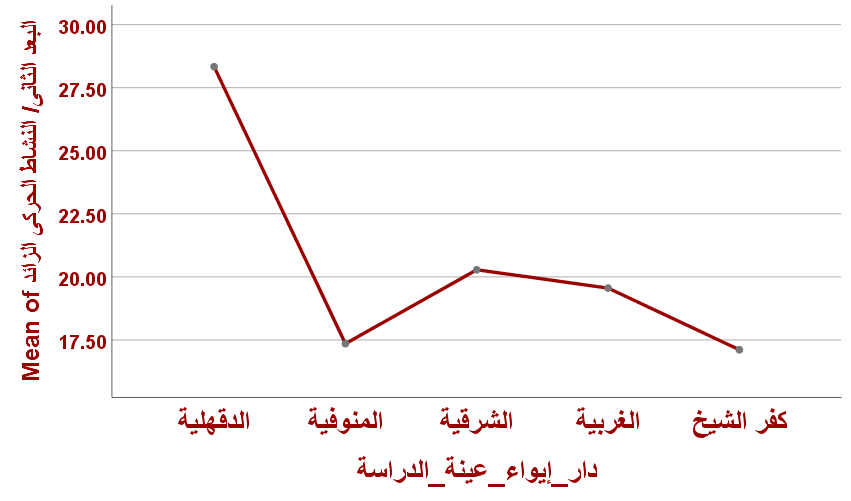 Mean of البعد الثانى/ النشاط الحركى الزائد
30.00
27.50
25.00
22.50
20.00
17.50
الدقهلية
المنوفية
الشرقية
الغربية
كفر الشيخ
دار_إيواء_عينة_الدراسة